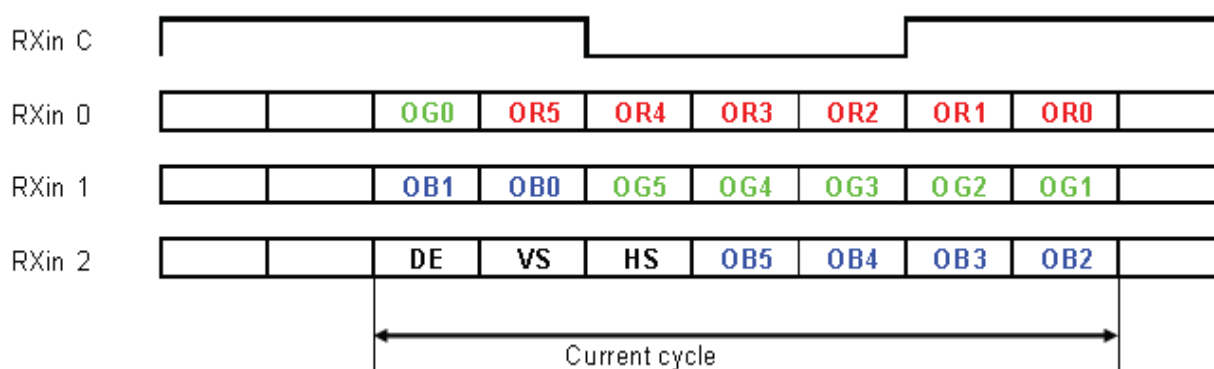 RXin C
RXin 0 OG0 OR5 OR4 OR3 OR2 OR1 OR0
RXin 1 OB1 OB0 OG5 OG4 OG3 OG2 OG1
RXin 2 DE VS HS OB5 OB4 OB3 OB2
Current cycle